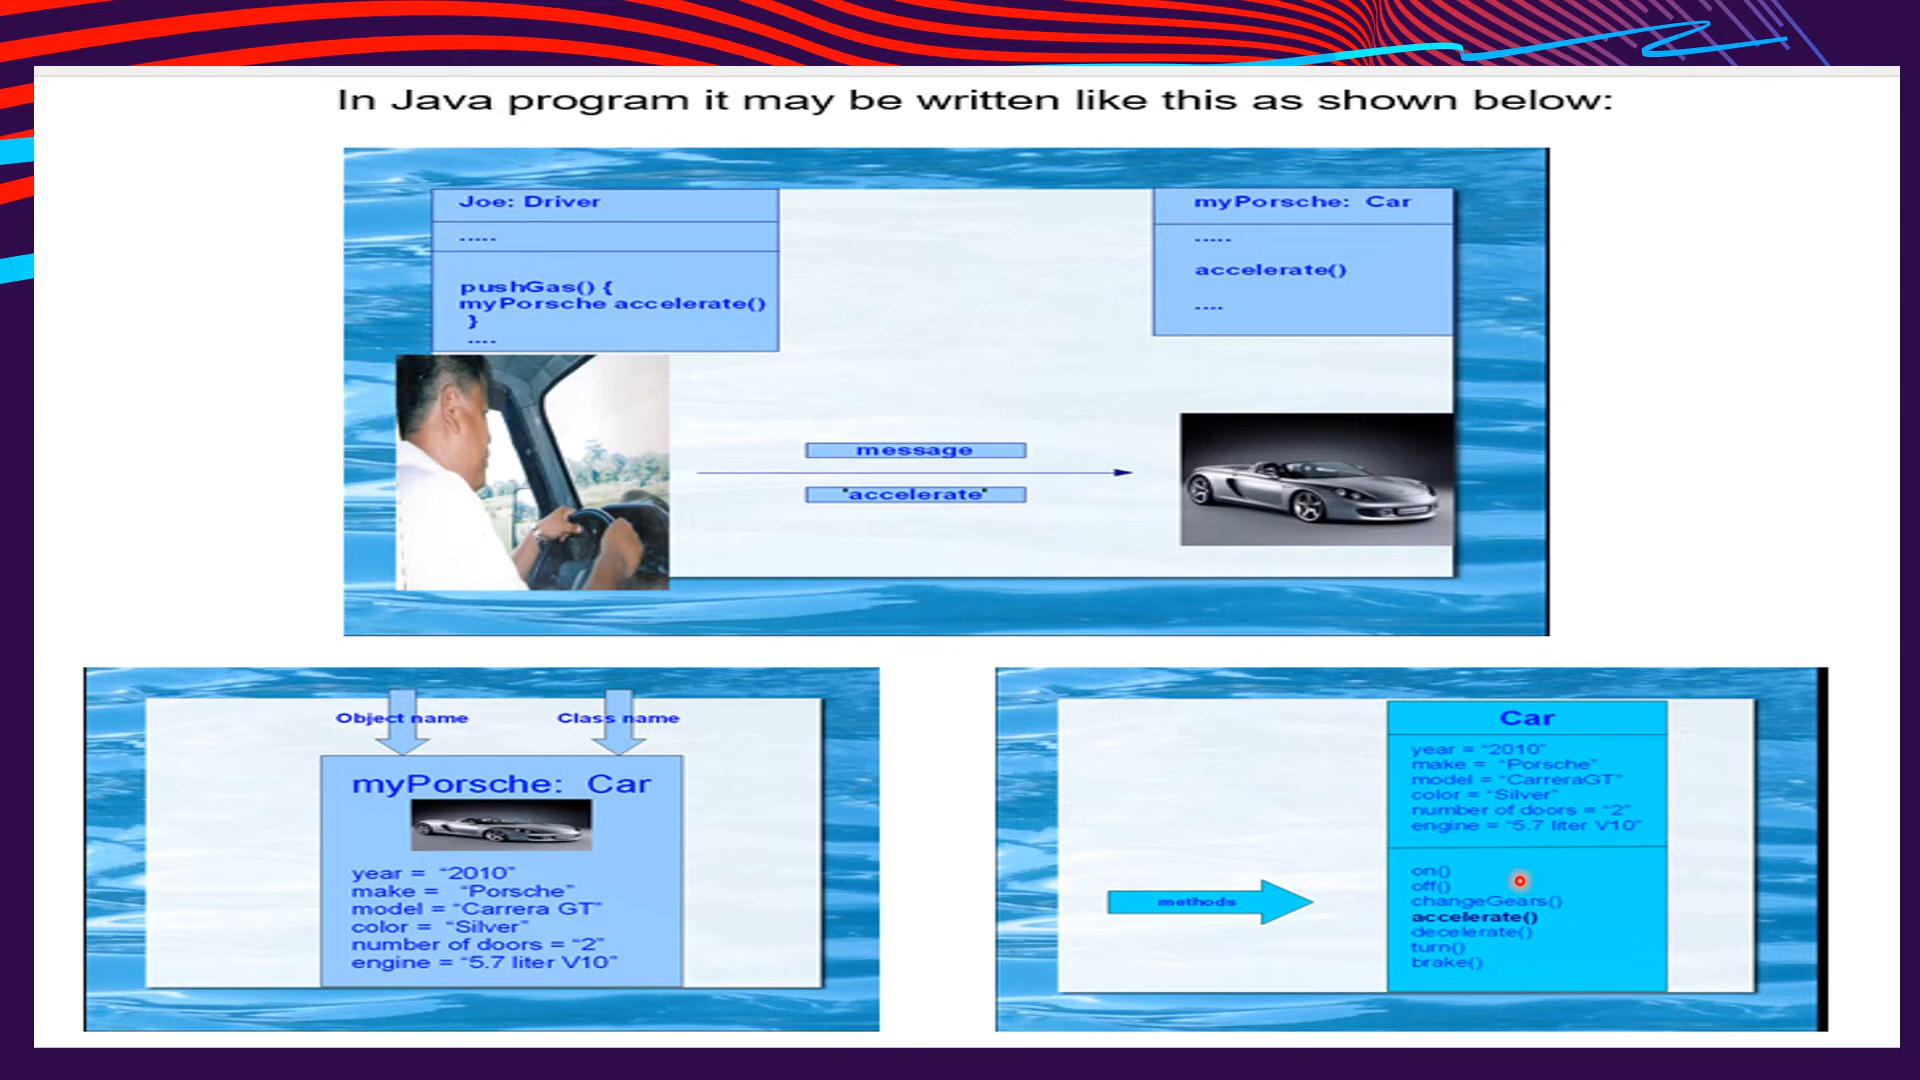 In Java program it may be written like this as shown below:
Joe: Driver
.....
pushGas() {
myPorsche accelerate()
}
....
myPorsche: Car
.....
accelerate()
....
message
"accelerate"
Object name
Class name
myPorsche: Car
year = “2010”
make = “Porsche”
model = “Carrera GT”
color = “Silver”
number of doors = “2”
engine = “5.7 liter V10”
methods
Car
year = “2010”
make = “Porsche”
model = “CarreraGT”
color = “Silver”
number of doors = “2”
engine = “5.7 liter V10”
on()
off()
changeGears()
accelerate()
decelerate()
turn()
brake()